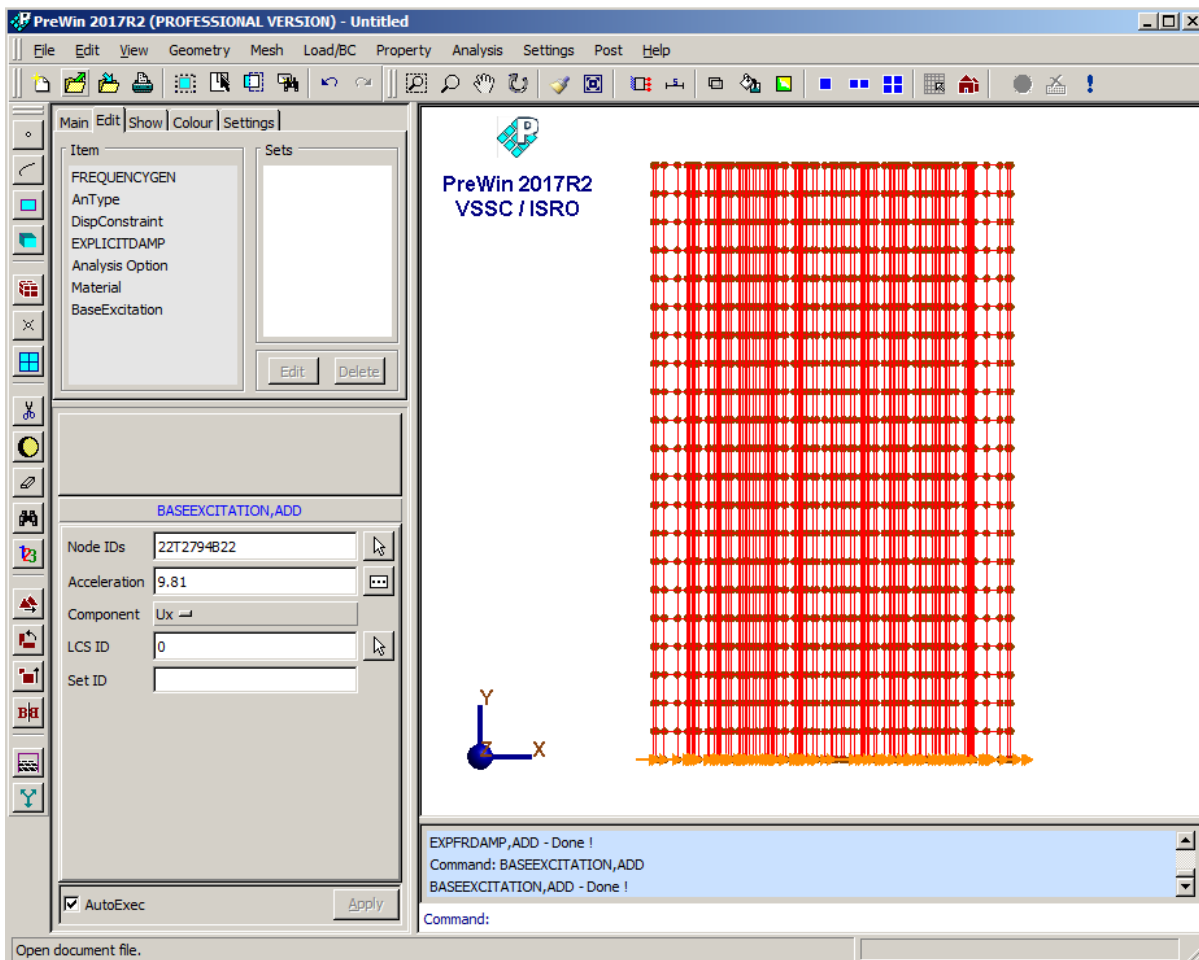 PreWin 2017R2 (PROFESSIONAL VERSION) - Untitled
File Edit View Geometry Mesh Load/BC Property Analysis Settings Post Help
Main Edit Show Colour Settings
Item
FREQUENCYGEN
AnType
DispConstraint
EXPLICITDAMP
Analysis Option
Material
BaseExcitation
Sets
Edit Delete
BASEEXCITATION,ADD
Node IDs 22T2794B22
Acceleration 9.81
Component Ux
LCS ID 0
Set ID
AutoExec Apply
PreWin 2017R2
VSSC / ISRO
Y
Z
X
EXPFRDAMP,ADD - Done !
Command: BASEEXCITATION,ADD
BASEEXCITATION,ADD - Done !
Command:
Open document file.